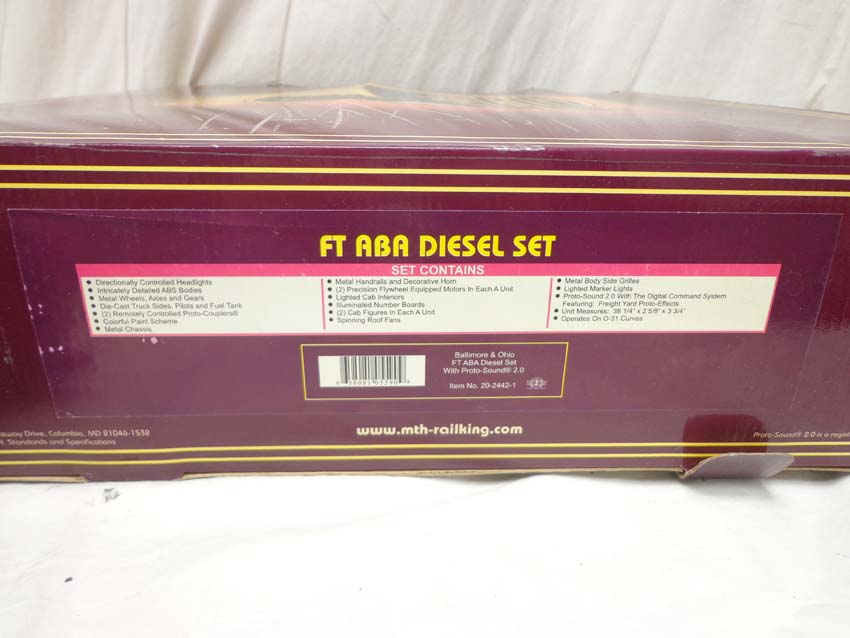 FT ABA DIESEL SET
SET CONTAINS
Directionally Controlled Headlights
Intricately Detailed ABS Bodies
Metal Wheels, Axles and Gears
Die-Cast Truck Sides, Pilots and Fuel Tank
(2) Remotely Controlled Proto-Couplers®
Colorful Paint Scheme
Metal Chassis
Metal Handrails and Decorative Horn
(2) Precision Flywheel Equipped Motors In Each A Unit
Lighted Cab Interiors
Illuminated Number Boards
(2) Cab Figures In Each A Unit
Spinning Roof Fans
Metal Body Side Grilles
Lighted Marker Lights
Proto-Sound 2.0 With The Digital Command System
Featuring: Freight Yard Proto-Effects
Unit Measures: 38 1/4" x 2 5/8" x 3 3/4"
Operates On O-31 Curves
Baltimore & Ohio
FT ABA Diesel Set
With Proto-Sound® 2.0
Item No. 20-2442-1
www.mth-railking.com
Drive, Columbia, MD 21046-1532
Standards and Specifications
Proto-Sound® 2.0 is a